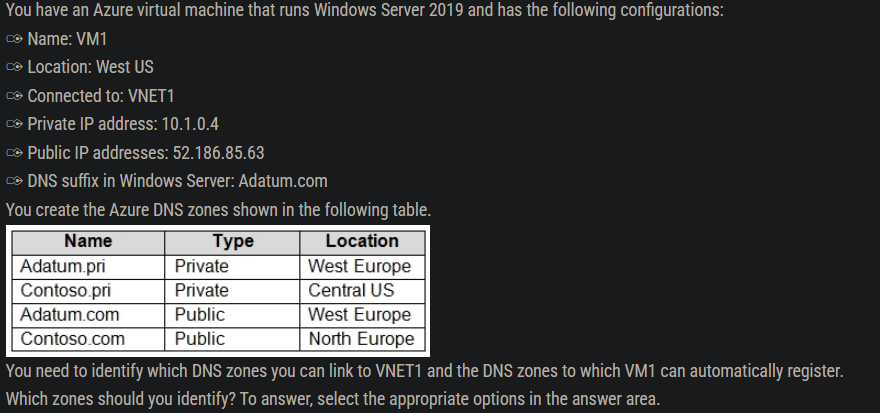 You have an Azure virtual machine that runs Windows Server 2019 and has the following configurations:
Name: VM1
Location: West US
Connected to: VNET1
Private IP address: 10.1.0.4
Public IP addresses: 52.186.85.63
DNS suffix in Windows Server: Adatum.com
You create the Azure DNS zones shown in the following table.
Name Type Location
Adatum.pri Private West Europe
Contoso.pri Private Central US
Adatum.com Public West Europe
Contoso.com Public North Europe
You need to identify which DNS zones you can link to VNET1 and the DNS zones to which VM1 can automatically register.
Which zones should you identify? To answer, select the appropriate options in the answer area.